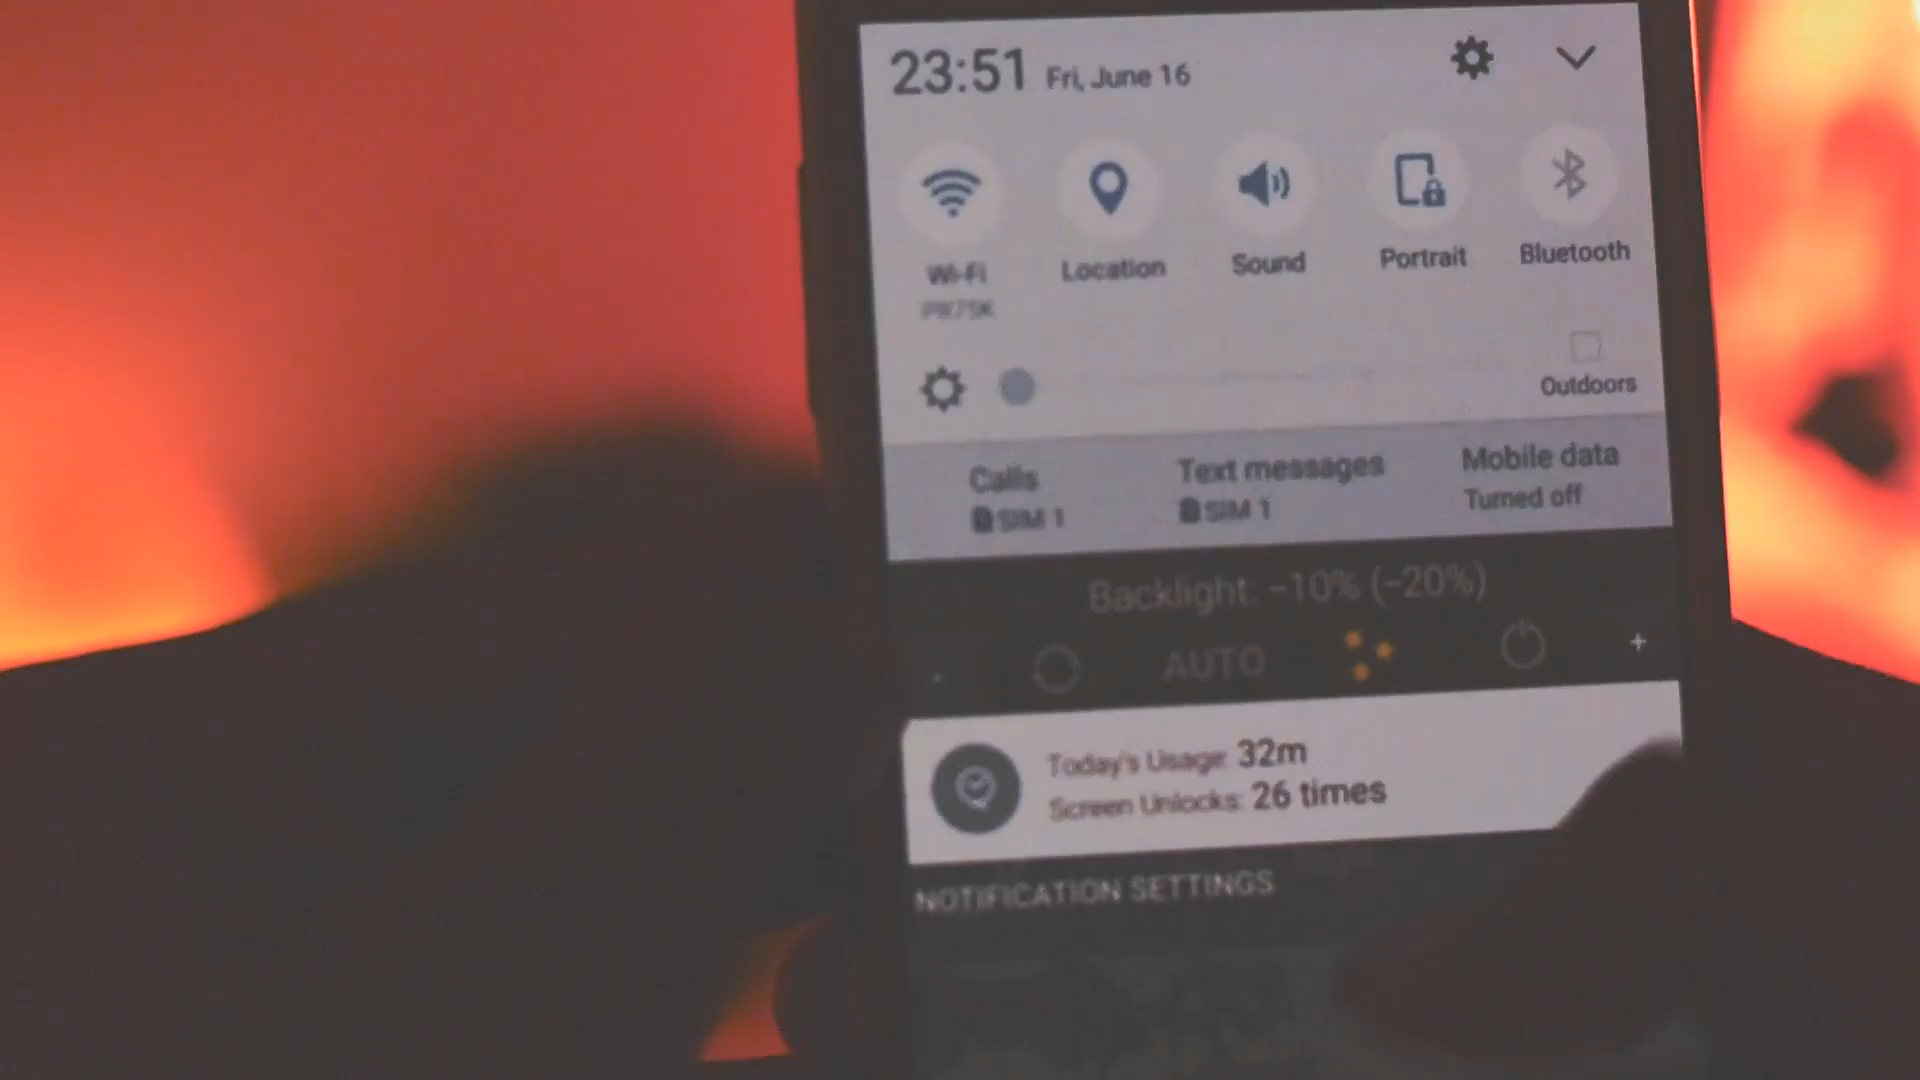 23:51 Fri, June 16
Wi-Fi
Location
Sound
Portrait
Bluetooth
Outdoors
Calls
SIM 1
Text messages
SIM 1
Mobile data
Turned off
Backlight: -10% (-20%)
AUTO
+
Today's Usage: 32m
Screen Unlocks: 26 times
NOTIFICATION SETTINGS